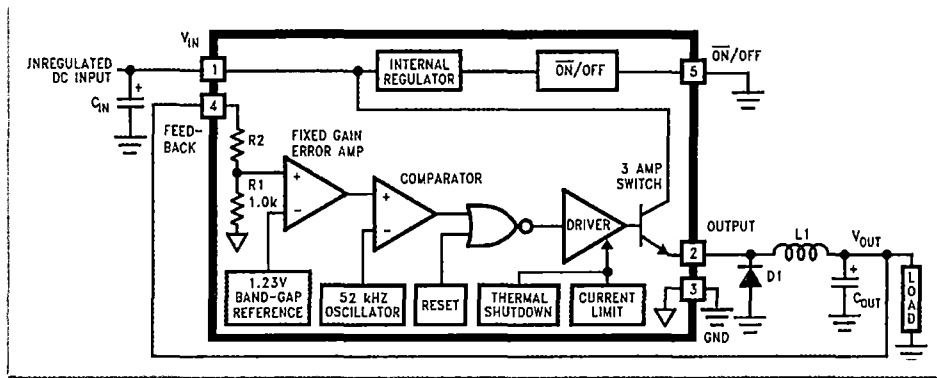 VIN
UNREGULATED
DC INPUT
+
CIN
1
4
FEED-
BACK
R2
R1
1.0k
FIXED GAIN
ERROR AMP
+
−
1.23V
BAND-GAP
REFERENCE
COMPARATOR
+
−
52 kHZ
OSCILLATOR
RESET
INTERNAL
REGULATOR
ON/OFF
5
ON/OFF
3 AMP
SWITCH
DRIVER
THERMAL
SHUTDOWN
CURRENT
LIMIT
OUTPUT
2
3
GND
D1
L1
VOUT
+
COUT
LOAD